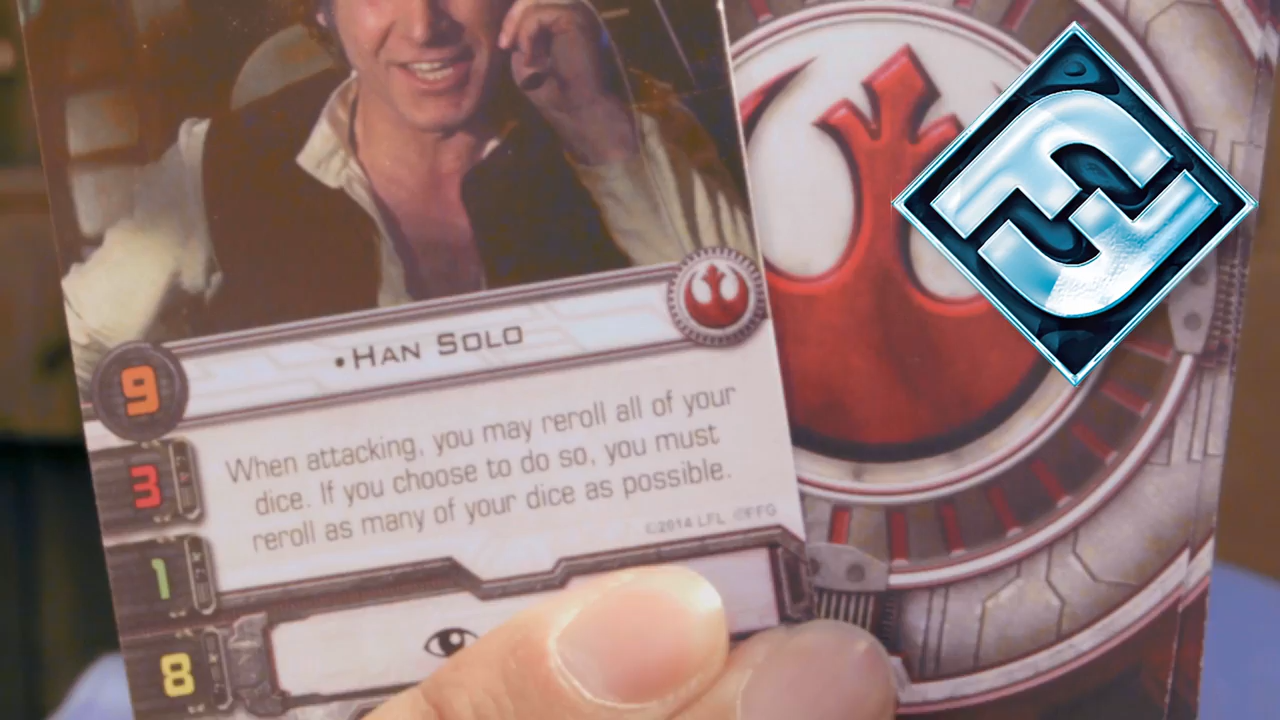 •HAN SOLO
9
When attacking, you may reroll all of your
dice. If you choose to do so, you must
reroll as many of your dice as possible.
©2014 LFL ©FFG
3
1
8